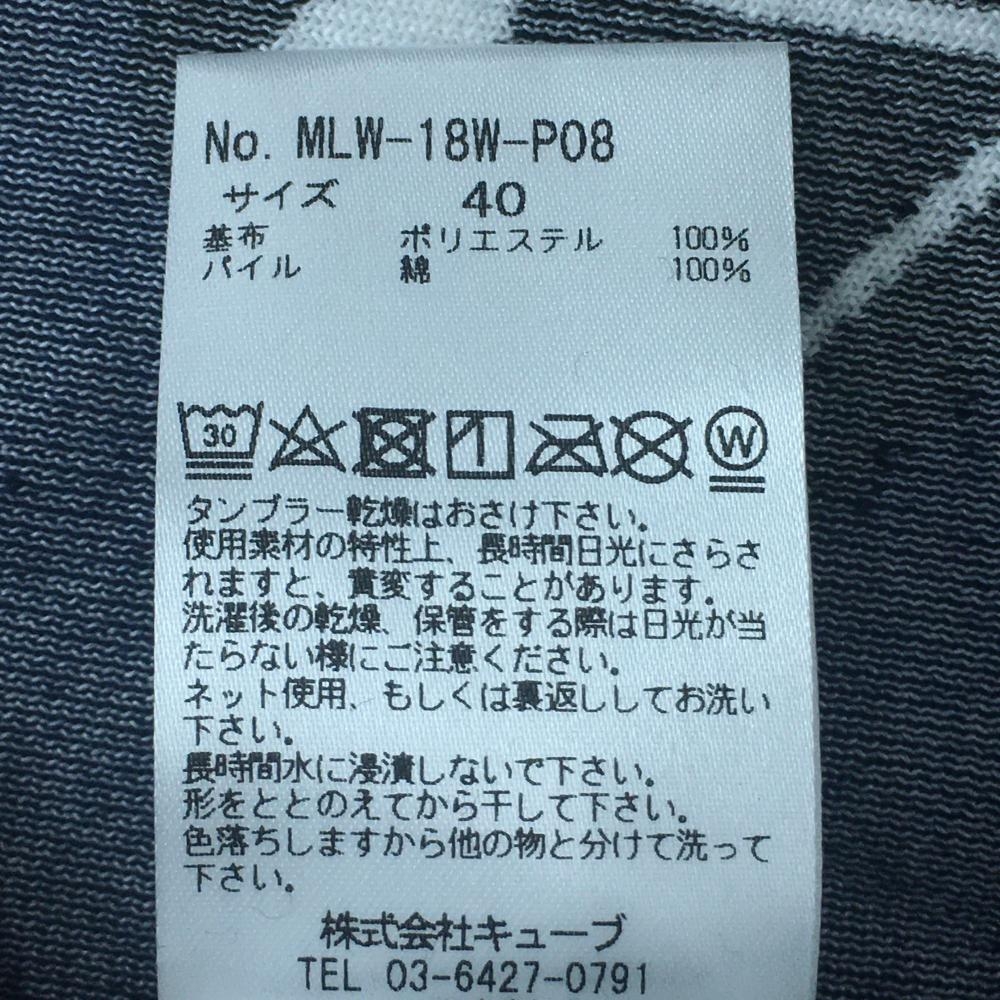 No. MLW-18W-P08
サイズ 40
基布 ポリエステル 100%
パイル 綿 100%
30 W
タンブラー乾燥はおさけ下さい。
使用素材の特性上、長時間日光にさらさ
れますと、黄変することがあります。
洗濯後の乾燥、保管をする際は日光が当
たらない様にご注意ください。
ネット使用、もしくは裏返ししてお洗い
下さい。
長時間水に浸漬しないで下さい。
形をととのえてから干して下さい。
色落ちしますから他の物と分けて洗って
下さい。
株式会社キューブ
TEL 03-6427-0791